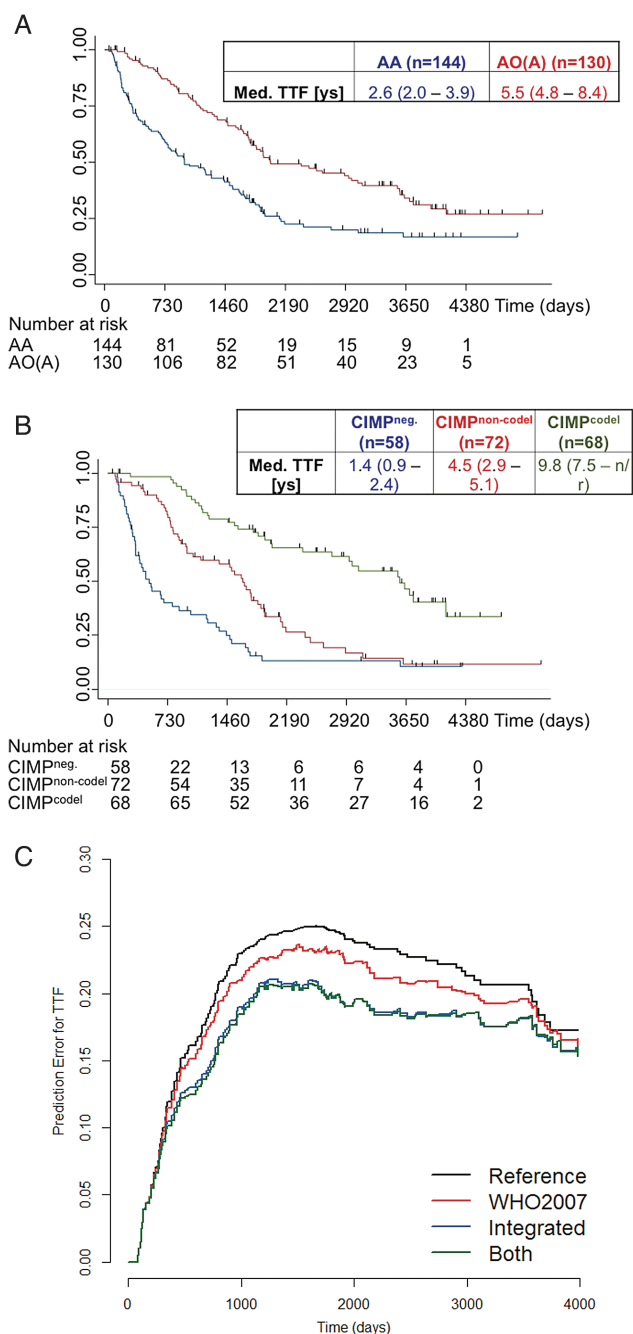 A
AA (n=144) AO(A) (n=130)
Med. TTF [ys] 2.6 (2.0 – 3.9) 5.5 (4.8 – 8.4)
1.00
0.75
0.50
0.25
0.00
0 730 1460 2190 2920 3650 4380 Time (days)
Number at risk
AA 144 81 52 19 15 9 1
AO(A) 130 106 82 51 40 23 5
B
CIMPneg. CIMPnon-codel CIMPcodel
(n=58) (n=72) (n=68)
Med. TTF 1.4 (0.9 – 4.5 (2.9 – 9.8 (7.5 – n/
[ys] 2.4) 5.1) r)
1.00
0.75
0.50
0.25
0.00
0 730 1460 2190 2920 3650 4380 Time (days)
Number at risk
CIMPneg. 58 22 13 6 6 4 0
CIMPnon-codel 72 54 35 11 7 4 1
CIMPcodel 68 65 52 36 27 16 2
C
Prediction Error for TTF
0.30
0.25
0.20
0.15
0.10
0.05
0.00
Reference
WHO2007
Integrated
Both
0 1000 2000 3000 4000
Time (days)